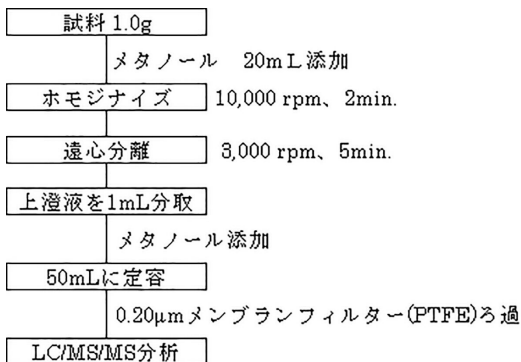 試料 1.0g
メタノール 20mL添加
ホモジナイズ 10,000 rpm、2min.
遠心分離 3,000 rpm、5min.
上澄液を1mL分取
メタノール添加
50mLに定容
0.20μmメンブランフィルター(PTFE)ろ過
LC/MS/MS分析